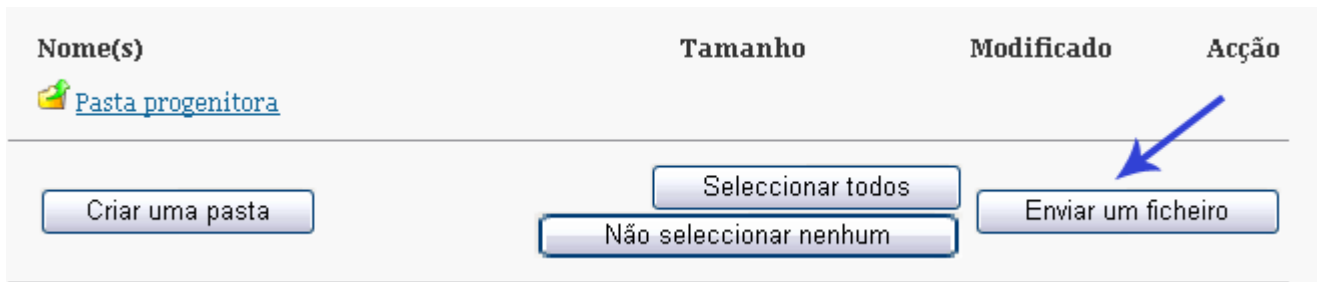 Nome(s) Tamanho Modificado Acção
Pasta progenitora
Seleccionar todos
Criar uma pasta Enviar um ficheiro
Não seleccionar nenhum